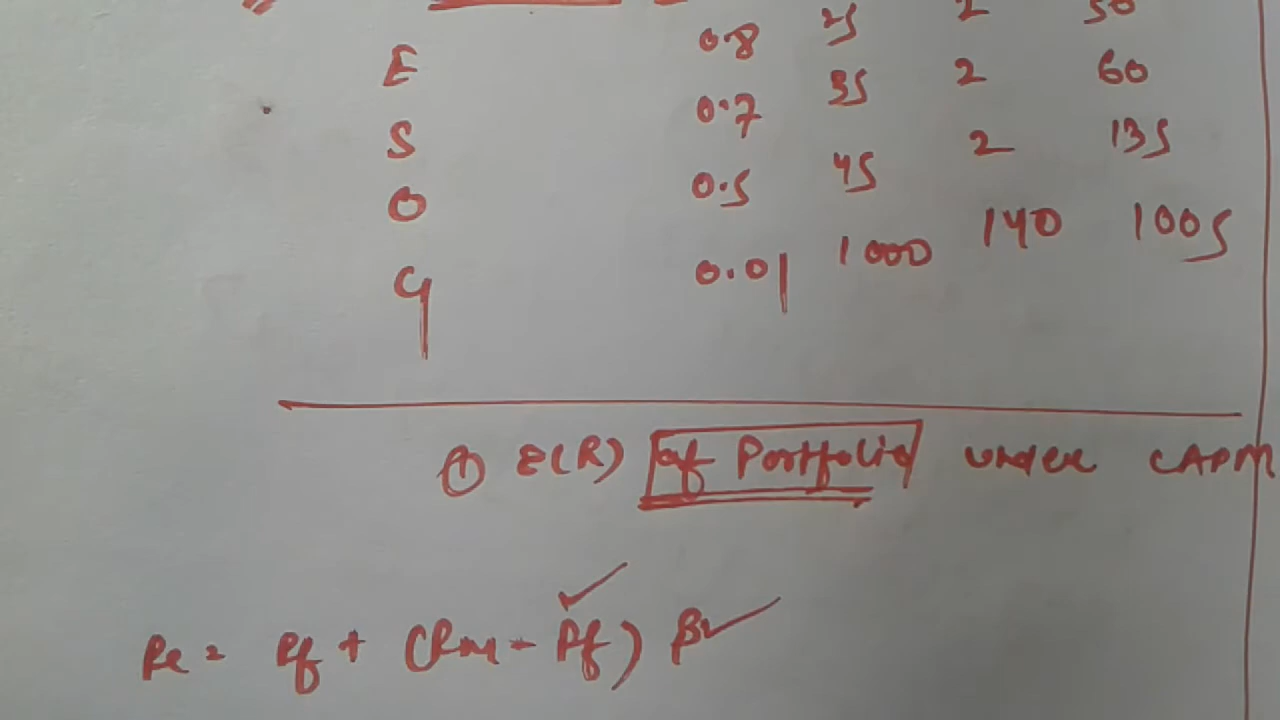 E 0.8 25 2 50
S 0.7 35 2 60
O 0.5 45 2 135
G 0.01 1000 140 1005
① E(R) of Portfolio under CAPM
Re = Rf + (Rm - Rf) β